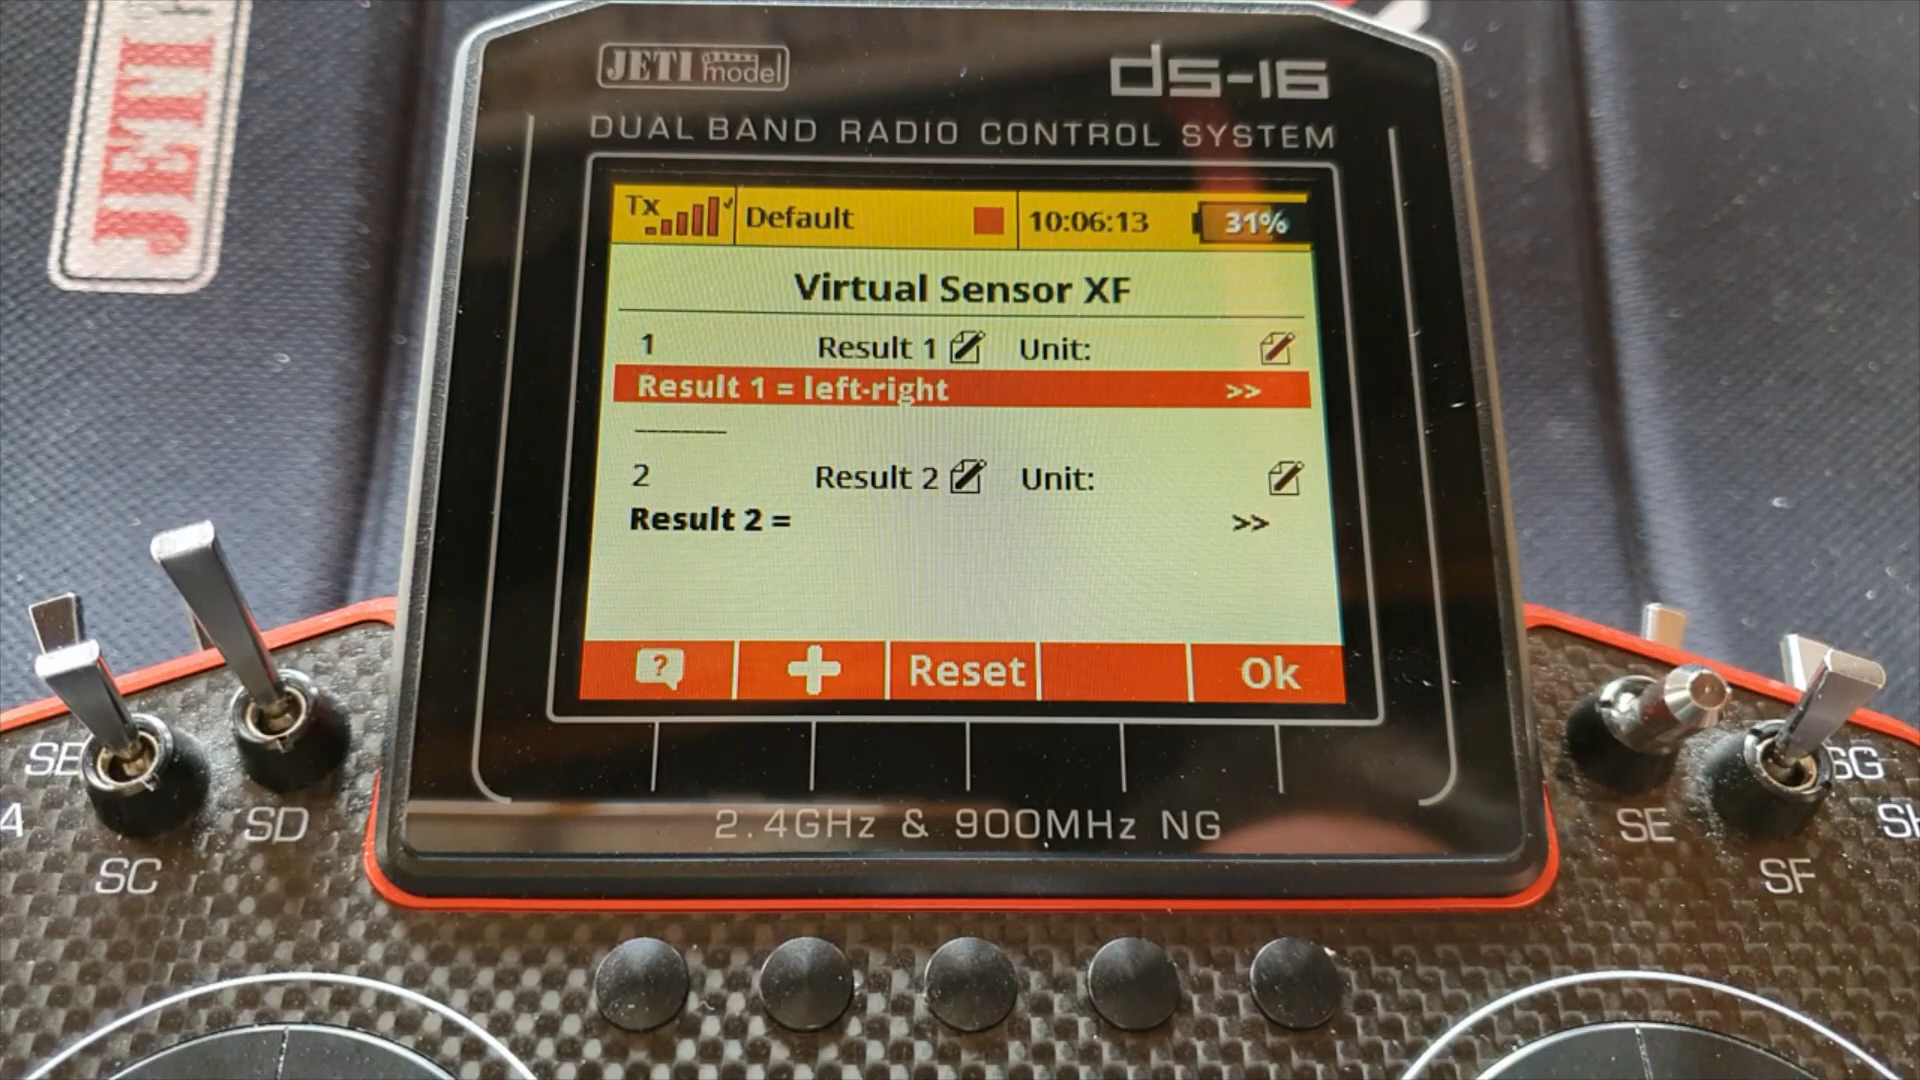 JETI
JETI model
ds-16
DUAL BAND RADIO CONTROL SYSTEM
Tx Default 10:06:13 31%
Virtual Sensor XF
1 Result 1 Unit:
Result 1 = left-right >>
2 Result 2 Unit:
Result 2 = >>
? + Reset Ok
2.4GHz & 900MHz NG
SD
SC
SE
SF
SG